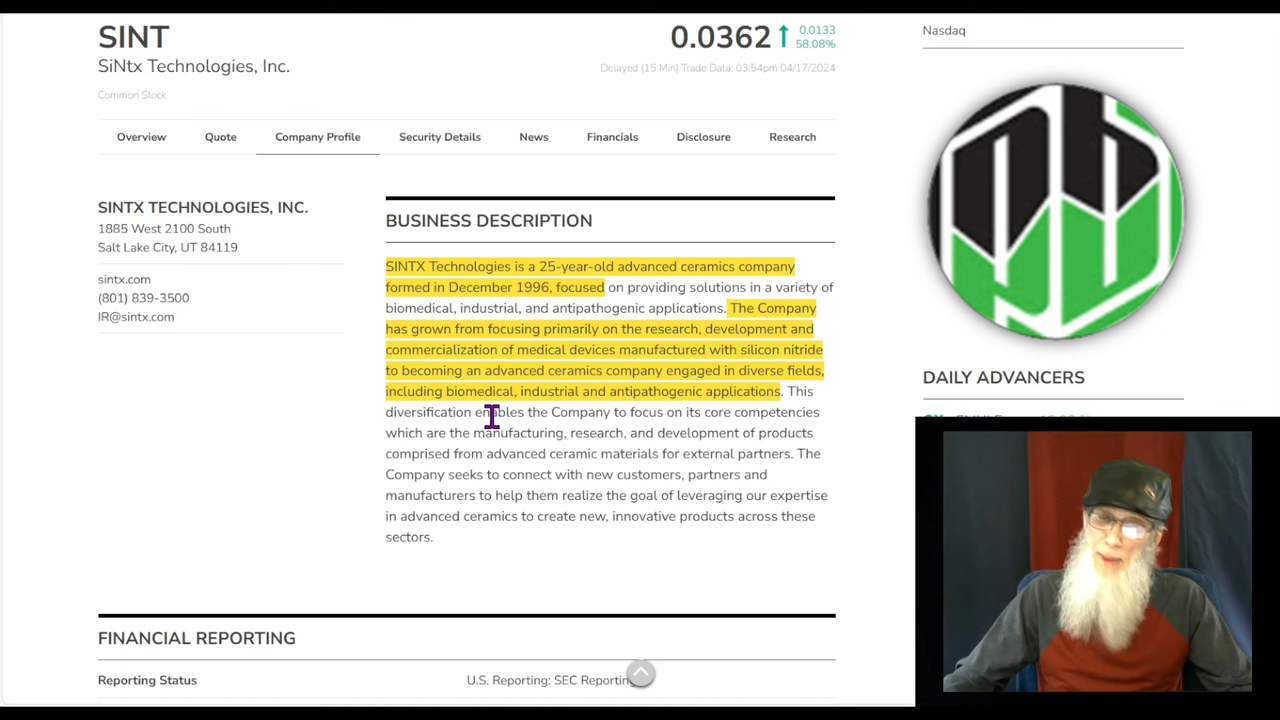 SINT
SiNtx Technologies, Inc.
Common Stock
0.0362
0.0133
58.08%
Delayed (15 Min) Trade Data: 03:54pm 04/17/2024
Overview
Quote
Company Profile
Security Details
News
Financials
Disclosure
Research
SINTX TECHNOLOGIES, INC.
1885 West 2100 South
Salt Lake City, UT 84119
sintx.com
(801) 839-3500
IR@sintx.com
BUSINESS DESCRIPTION
SINTX Technologies is a 25-year-old advanced ceramics company
formed in December 1996, focused on providing solutions in a variety of
biomedical, industrial, and antipathogenic applications. The Company
has grown from focusing primarily on the research, development and
commercialization of medical devices manufactured with silicon nitride
to becoming an advanced ceramics company engaged in diverse fields,
including biomedical, industrial and antipathogenic applications. This
diversification enables the Company to focus on its core competencies
which are the manufacturing, research, and development of products
comprised from advanced ceramic materials for external partners. The
Company seeks to connect with new customers, partners and
manufacturers to help them realize the goal of leveraging our expertise
in advanced ceramics to create new, innovative products across these
sectors.
FINANCIAL REPORTING
Reporting Status
U.S. Reporting: SEC Reporting
Nasdaq
DAILY ADVANCERS